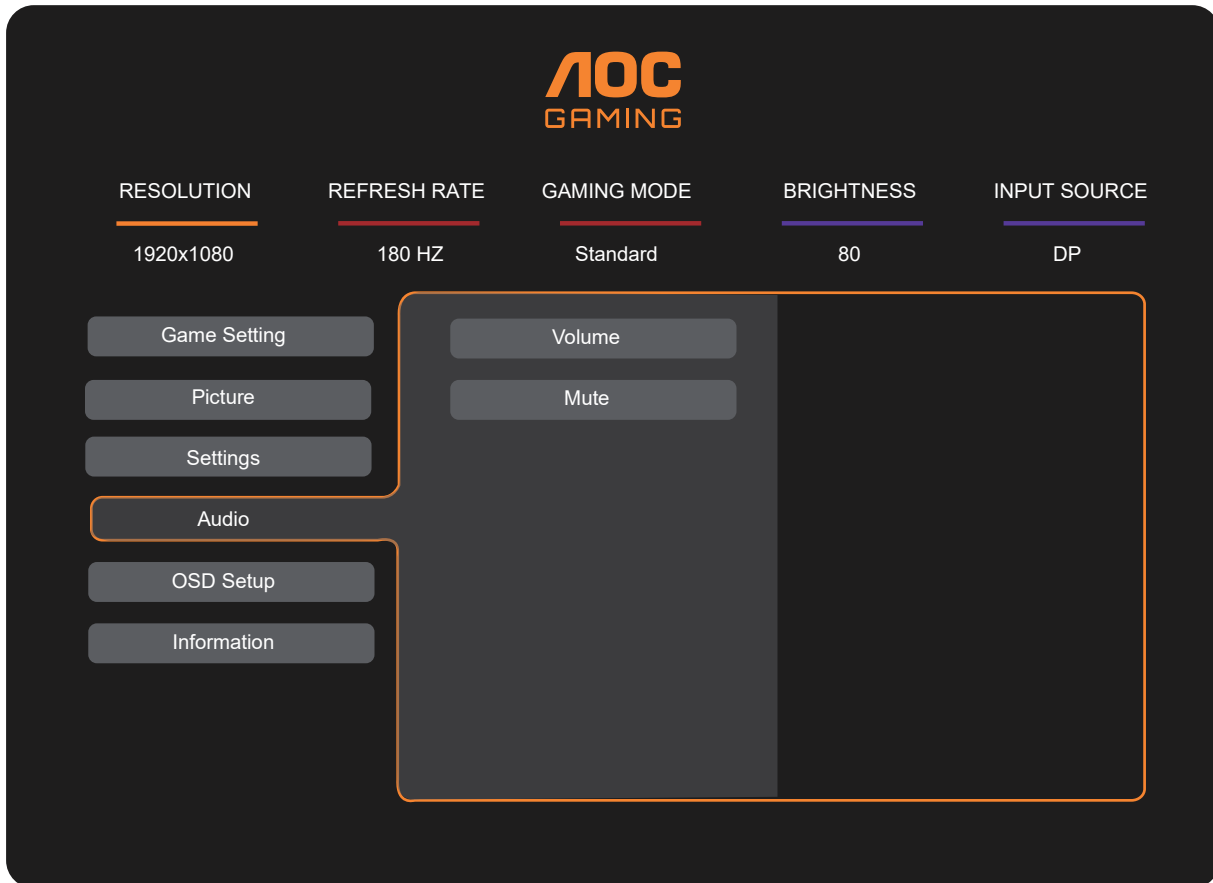 AOC
GAMING
RESOLUTION REFRESH RATE GAMING MODE BRIGHTNESS INPUT SOURCE
1920x1080 180 HZ Standard 80 DP
Game Setting Volume
Picture Mute
Settings
Audio
OSD Setup
Information